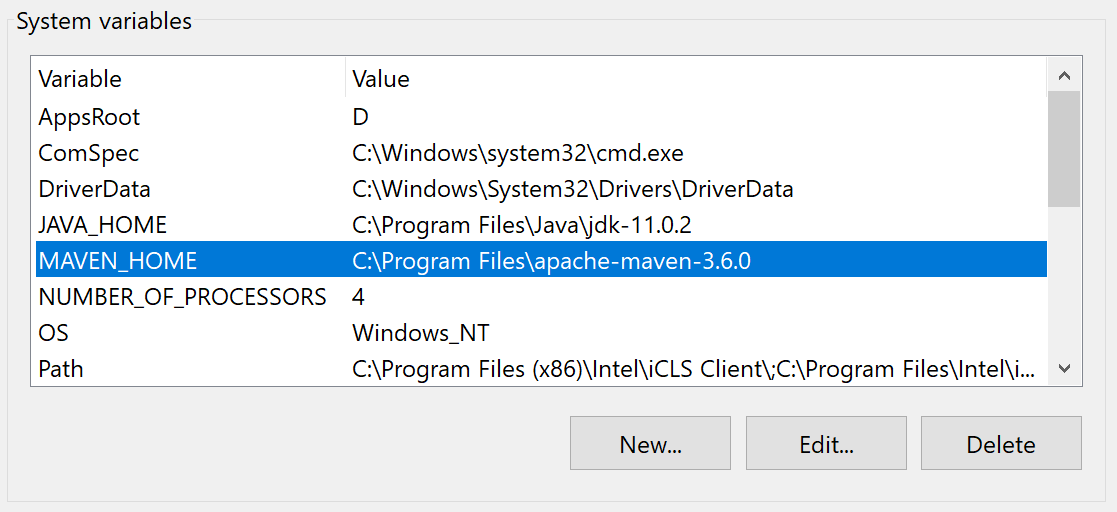 System variables
Variable Value
AppsRoot D
ComSpec C:\Windows\system32\cmd.exe
DriverData C:\Windows\System32\Drivers\DriverData
JAVA_HOME C:\Program Files\Java\jdk-11.0.2
MAVEN_HOME C:\Program Files\apache-maven-3.6.0
NUMBER_OF_PROCESSORS 4
OS Windows_NT
Path C:\Program Files (x86)\Intel\iCLS Client\;C:\Program Files\Intel\i...
New... Edit... Delete